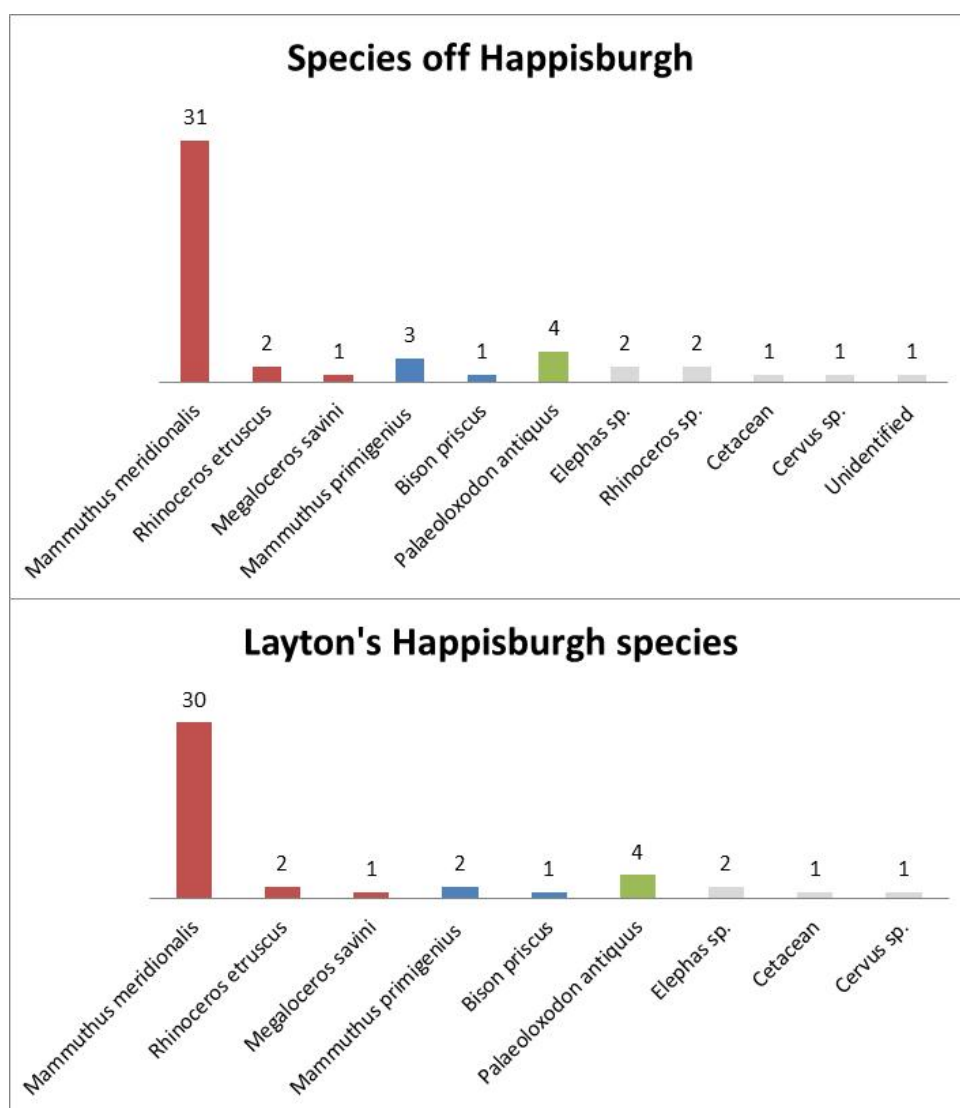 Species off Happisburgh
31
2
1
3
1
4
2
2
1
1
1
Mammuthus meridionalis
Rhinoceros etruscus
Megaloceros savini
Mammuthus primigenius
Bison priscus
Palaeoloxodon antiquus
Elephas sp.
Rhinoceros sp.
Cetacean
Cervus sp.
Unidentified
Layton's Happisburgh species
30
2
1
2
1
4
2
1
1
Mammuthus meridionalis
Rhinoceros etruscus
Megaloceros savini
Mammuthus primigenius
Bison priscus
Palaeoloxodon antiquus
Elephas sp.
Cetacean
Cervus sp.